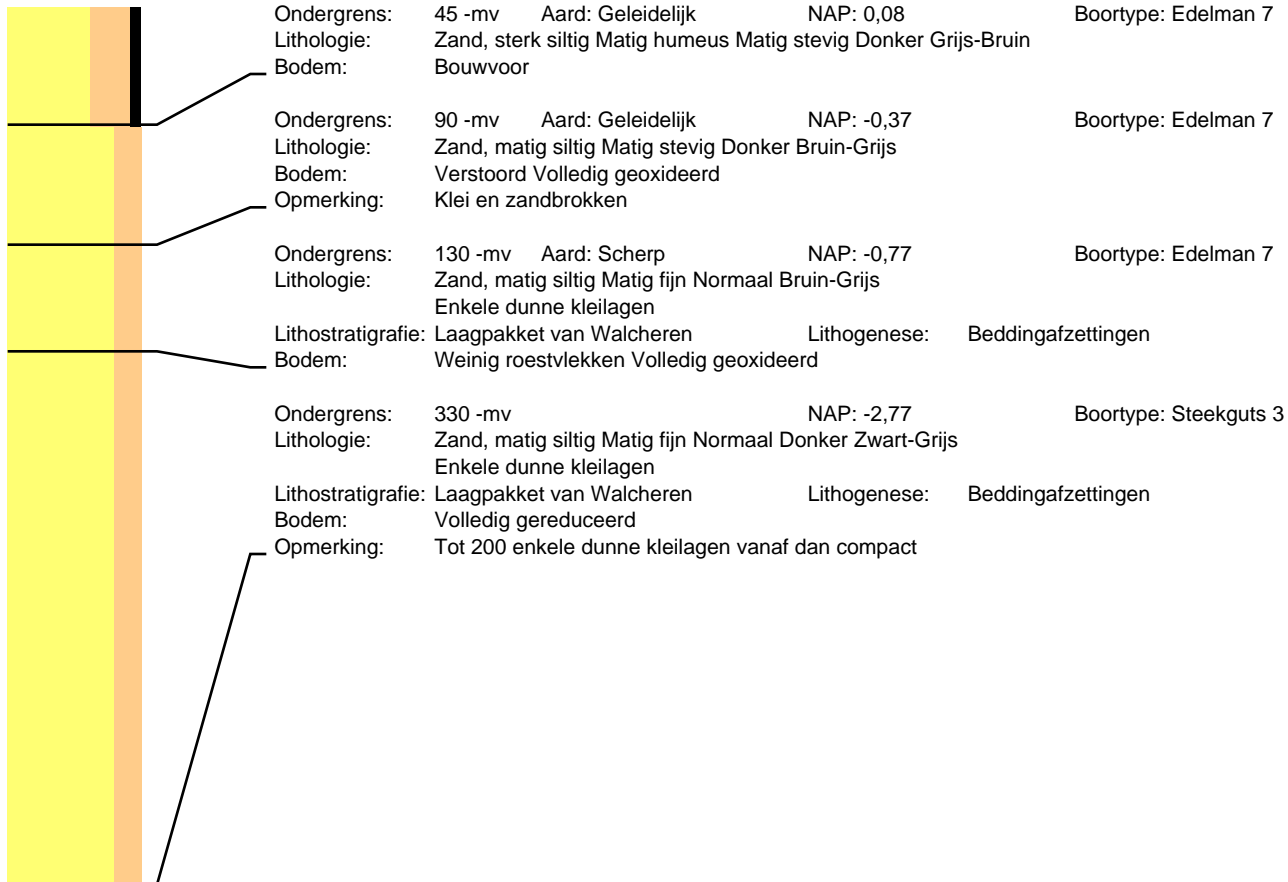 Ondergrens: 45 -mv Aard: Geleidelijk NAP: 0,08 Boortype: Edelman 7
Lithologie: Zand, sterk siltig Matig humeus Matig stevig Donker Grijs-Bruin
Bodem: Bouwvoor
Ondergrens: 90 -mv Aard: Geleidelijk NAP: -0,37 Boortype: Edelman 7
Lithologie: Zand, matig siltig Matig stevig Donker Bruin-Grijs
Bodem: Verstoord Volledig geoxideerd
Opmerking: Klei en zandbrokken
Ondergrens: 130 -mv Aard: Scherp NAP: -0,77 Boortype: Edelman 7
Lithologie: Zand, matig siltig Matig fijn Normaal Bruin-Grijs
Enkele dunne kleilagen
Lithostratigrafie: Laagpakket van Walcheren Lithogenese: Beddingafzettingen
Bodem: Weinig roestvlekken Volledig geoxideerd
Ondergrens: 330 -mv NAP: -2,77 Boortype: Steekguts 3
Lithologie: Zand, matig siltig Matig fijn Normaal Donker Zwart-Grijs
Enkele dunne kleilagen
Lithostratigrafie: Laagpakket van Walcheren Lithogenese: Beddingafzettingen
Bodem: Volledig gereduceerd
Opmerking: Tot 200 enkele dunne kleilagen vanaf dan compact